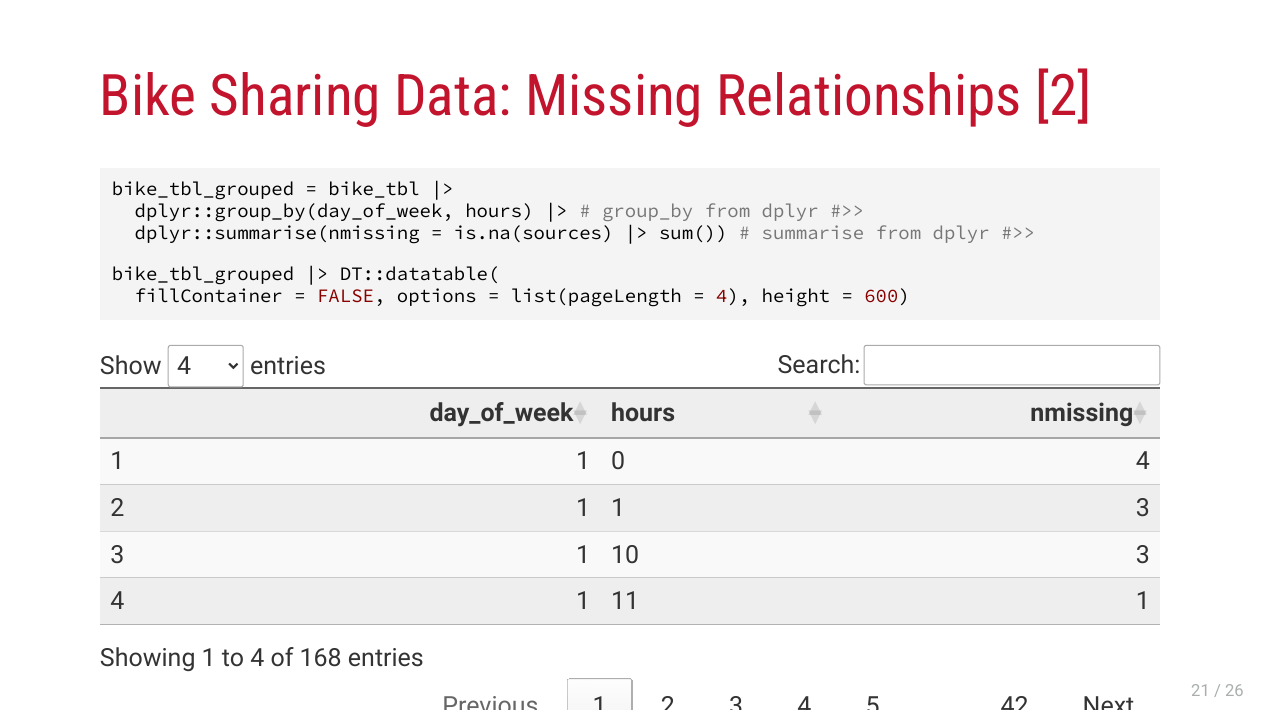 Bike Sharing Data: Missing Relationships [2]
bike_tbl_grouped = bike_tbl |>
  dplyr::group_by(day_of_week, hours) |> # group_by from dplyr #>>
  dplyr::summarise(nmissing = is.na(sources) |> sum()) # summarise from dplyr #>>
bike_tbl_grouped |> DT::datatable(
  fillContainer = FALSE, options = list(pageLength = 4), height = 600)
Show 4 entries Search:
day_of_week hours nmissing
1 1 0 4
2 1 1 3
3 1 10 3
4 1 11 1
Showing 1 to 4 of 168 entries
Previous 1 2 3 4 5 42 Next
21 / 26